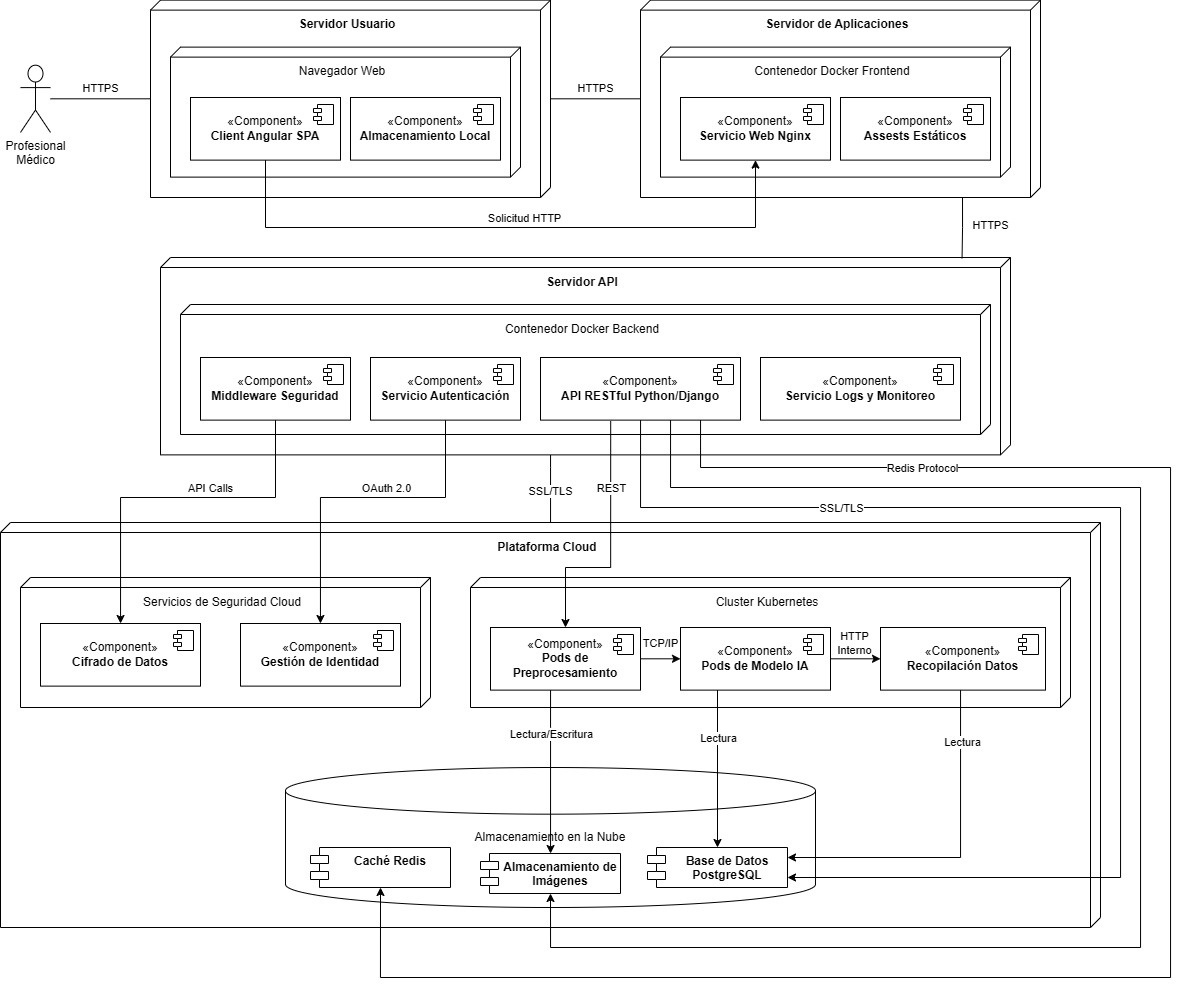 Servidor Usuario
Servidor de Aplicaciones
Navegador Web
Contenedor Docker Frontend
HTTPS
HTTPS
«Component»
Client Angular SPA
«Component»
Almacenamiento Local
«Component»
Servicio Web Nginx
«Component»
Assests Estáticos
Profesional
Médico
Solicitud HTTP
HTTPS
Servidor API
Contenedor Docker Backend
«Component»
Middleware Seguridad
«Component»
Servicio Autenticación
«Component»
API RESTful Python/Django
«Component»
Servicio Logs y Monitoreo
Redis Protocol
API Calls
OAuth 2.0
SSL/TLS
REST
SSL/TLS
Plataforma Cloud
Servicios de Seguridad Cloud
Cluster Kubernetes
«Component»
Cifrado de Datos
«Component»
Gestión de Identidad
«Component»
Pods de
Preprocesamiento
TCP/IP
«Component»
Pods de Modelo IA
HTTP
Interno
«Component»
Recopilación Datos
Lectura/Escritura
Lectura
Lectura
Almacenamiento en la Nube
Caché Redis
Almacenamiento de
Imágenes
Base de Datos
PostgreSQL